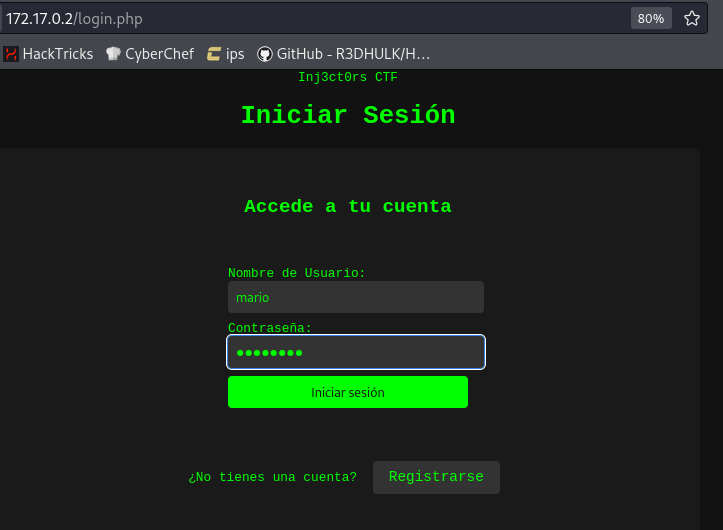 172.17.0.2/login.php 80%
HackTricks CyberChef ips GitHub - R3DHULK/H...
Inj3ct0rs CTF
Iniciar Sesión
Accede a tu cuenta
Nombre de Usuario:
mario
Contraseña:
●●●●●●●●
Iniciar sesión
¿No tienes una cuenta? Registrarse